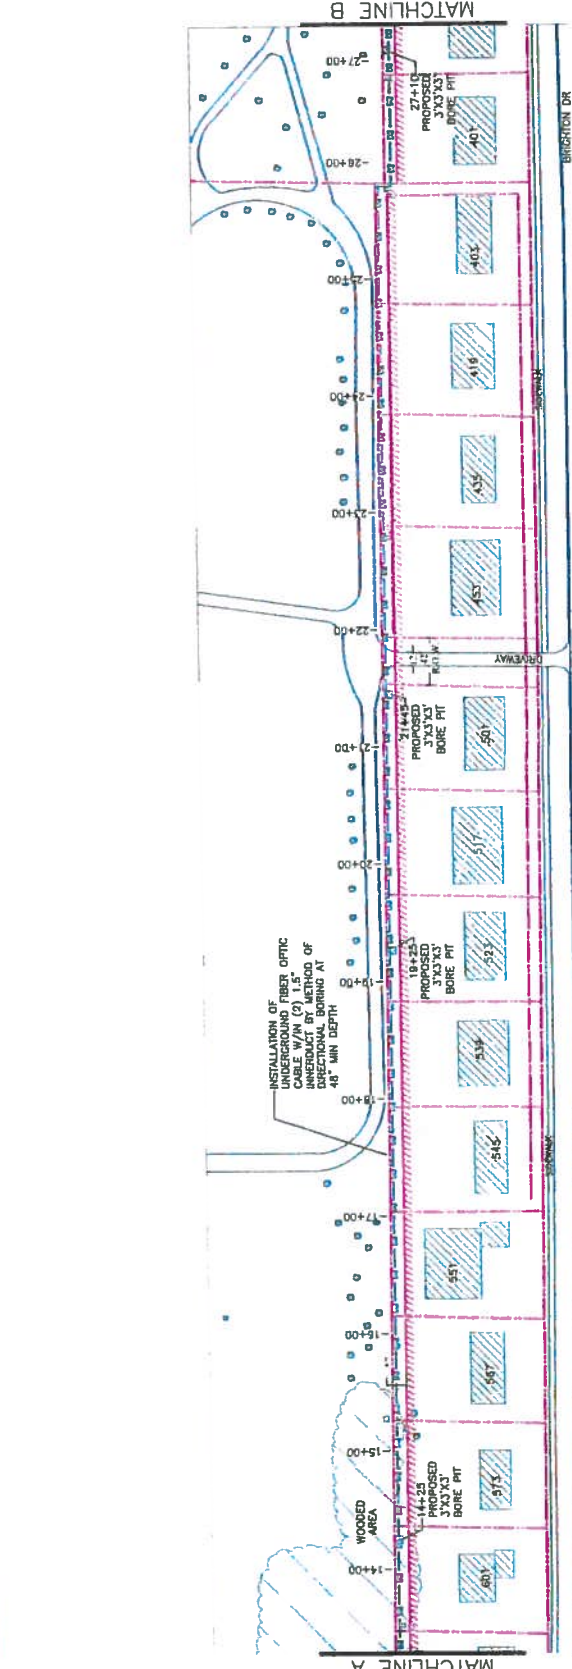 MATCHLINE B
27+00
27+10
PROPOSED
3'X3'X3'
BORE PIT
401
BRIGHTON DR
26+00
403
25+00
419
SIDEWALK
24+00
435
23+00
453
22+00
DRIVEWAY
R.O.W.
21+45
PROPOSED
3'X3'X3'
BORE PIT
501
21+00
517
20+00
19+25
PROPOSED
3'X3'X3'
BORE PIT
523
19+00
INSTALLATION OF
UNDERGROUND FIBER OPTIC
CABLE W/IN (2) 1.5"
INNERDUCT BY METHOD OF
DIRECTIONAL BORING AT
48" MIN DEPTH
539
18+00
545
SIDEWALK
17+00
551
16+00
567
15+00
14+25
PROPOSED
3'X3'X3'
BORE PIT
573
WOODED
AREA
14+00
601
MATCHLINE A